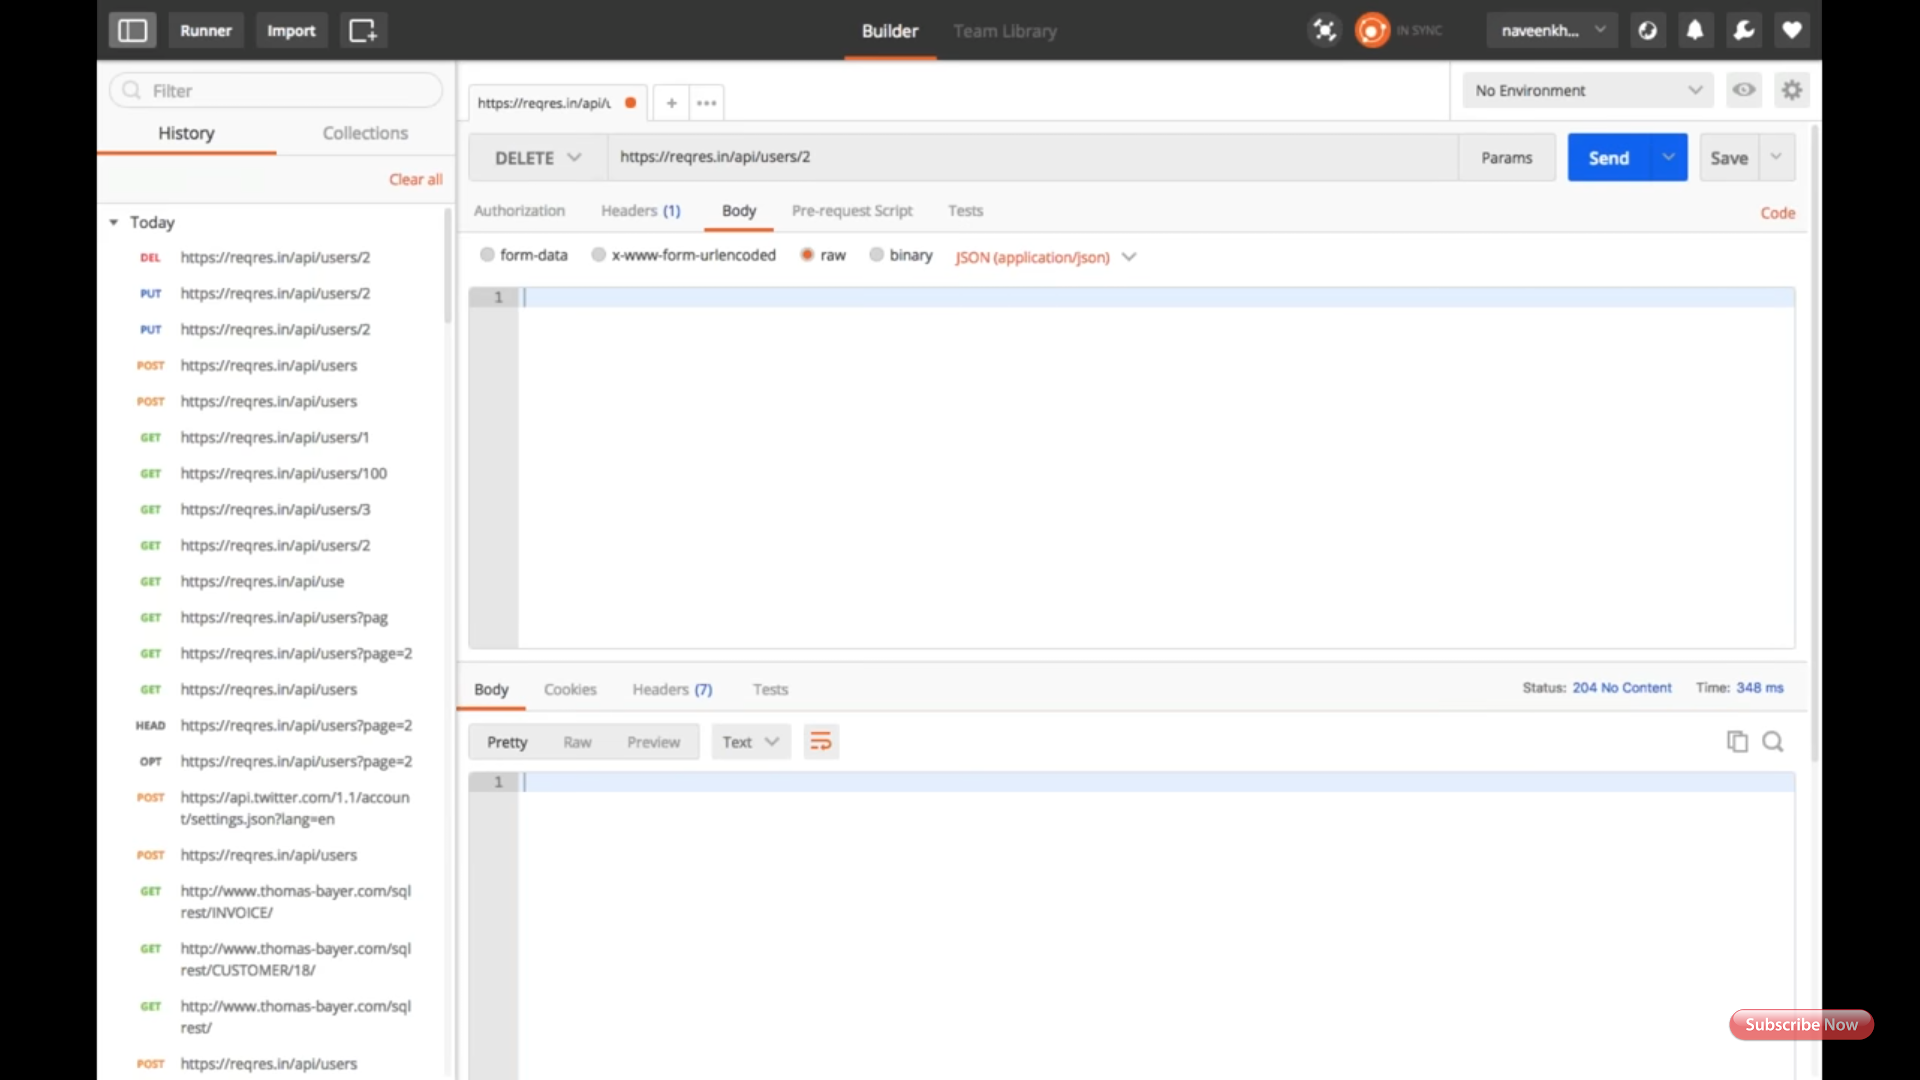 Runner
Import
Builder
Team Library
IN SYNC
naveenkh...
Filter
History
Collections
Clear all
Today
DEL https://reqres.in/api/users/2
PUT https://reqres.in/api/users/2
PUT https://reqres.in/api/users/2
POST https://reqres.in/api/users
POST https://reqres.in/api/users
GET https://reqres.in/api/users/1
GET https://reqres.in/api/users/100
GET https://reqres.in/api/users/3
GET https://reqres.in/api/users/2
GET https://reqres.in/api/use
GET https://reqres.in/api/users?pag
GET https://reqres.in/api/users?page=2
GET https://reqres.in/api/users
HEAD https://reqres.in/api/users?page=2
OPT https://reqres.in/api/users?page=2
POST https://api.twitter.com/1.1/accoun
t/settings.json?lang=en
POST https://reqres.in/api/users
GET http://www.thomas-bayer.com/sql
rest/INVOICE/
GET http://www.thomas-bayer.com/sql
rest/CUSTOMER/18/
GET http://www.thomas-bayer.com/sql
rest/
POST https://reqres.in/api/users
https://reqres.in/api/u
No Environment
DELETE https://reqres.in/api/users/2 Params Send Save
Authorization Headers (1) Body Pre-request Script Tests Code
form-data x-www-form-urlencoded raw binary JSON (application/json)
1
Body Cookies Headers (7) Tests Status: 204 No Content Time: 348 ms
Pretty Raw Preview Text
1
Subscribe Now